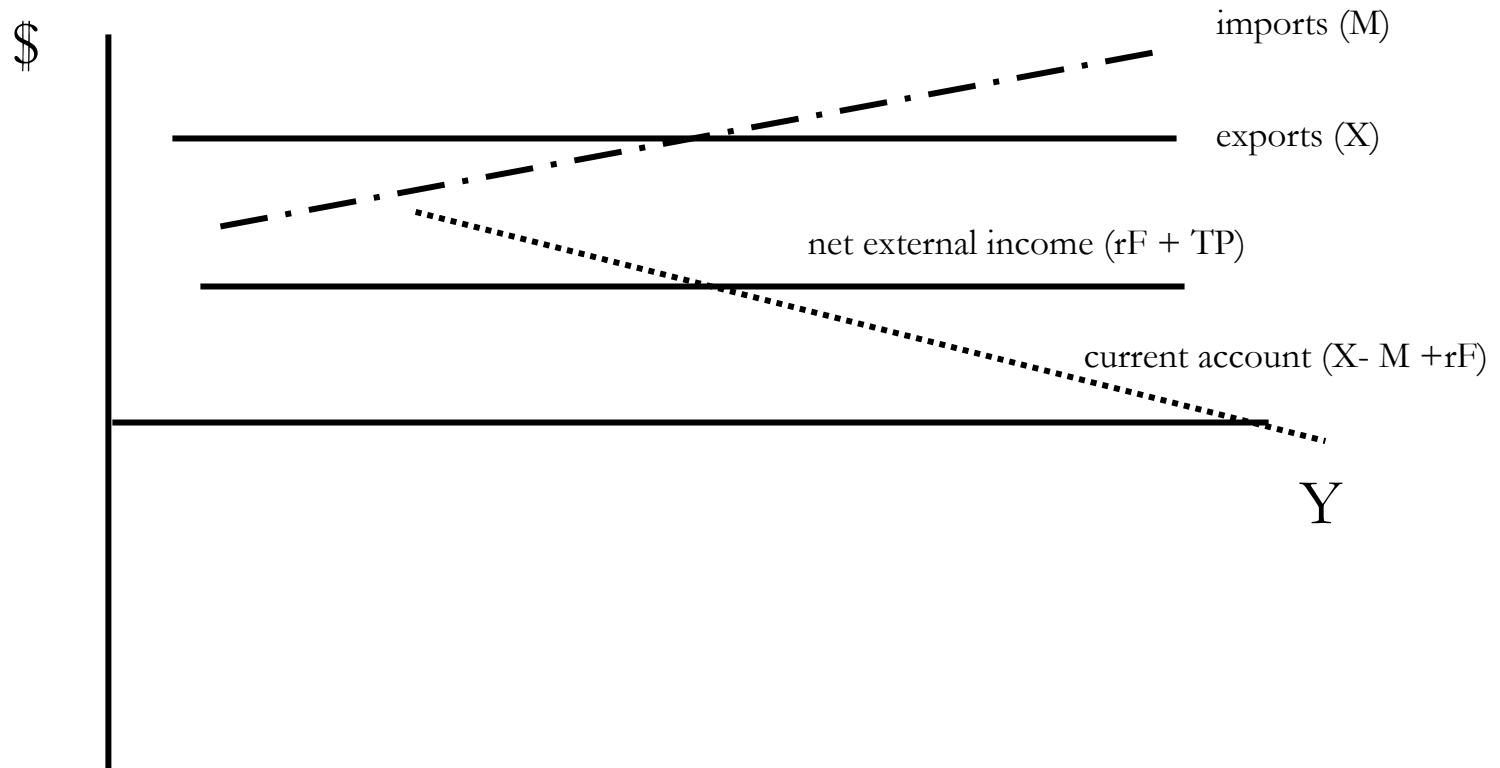 $
imports (M)
exports (X)
net external income (rF + TP)
current account (X- M +rF)
Y